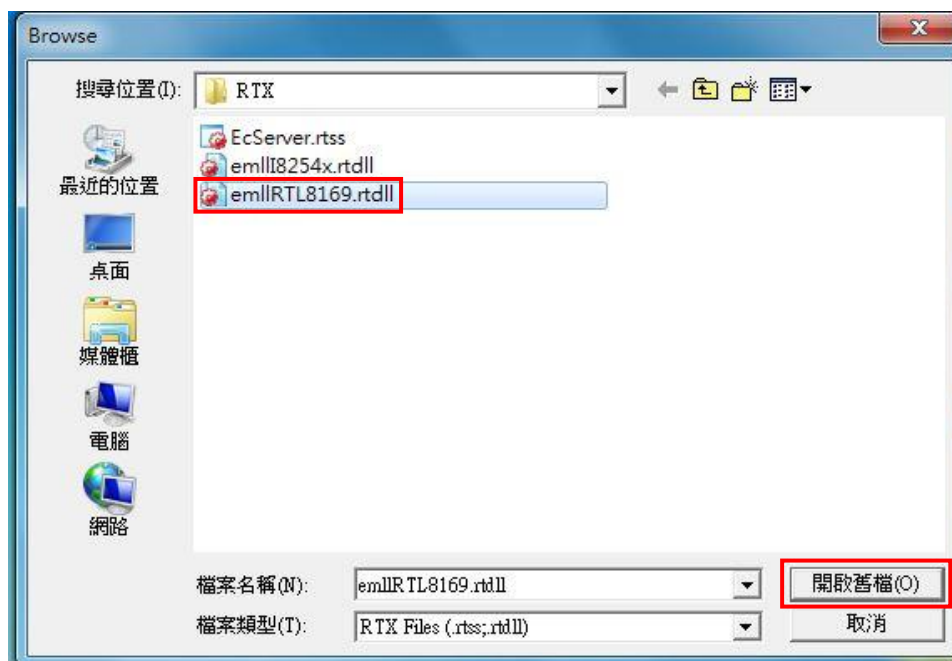 Browse
搜尋位置(I):
RTX
EcServer.rtss
emllI8254x.rtdll
emllRTL8169.rtdll
最近的位置
桌面
媒體櫃
電腦
網路
檔案名稱(N):
emllRTL8169.rtdll
開啟舊檔(O)
檔案類型(T):
RTX Files (.rtss;.rtdll)
取消